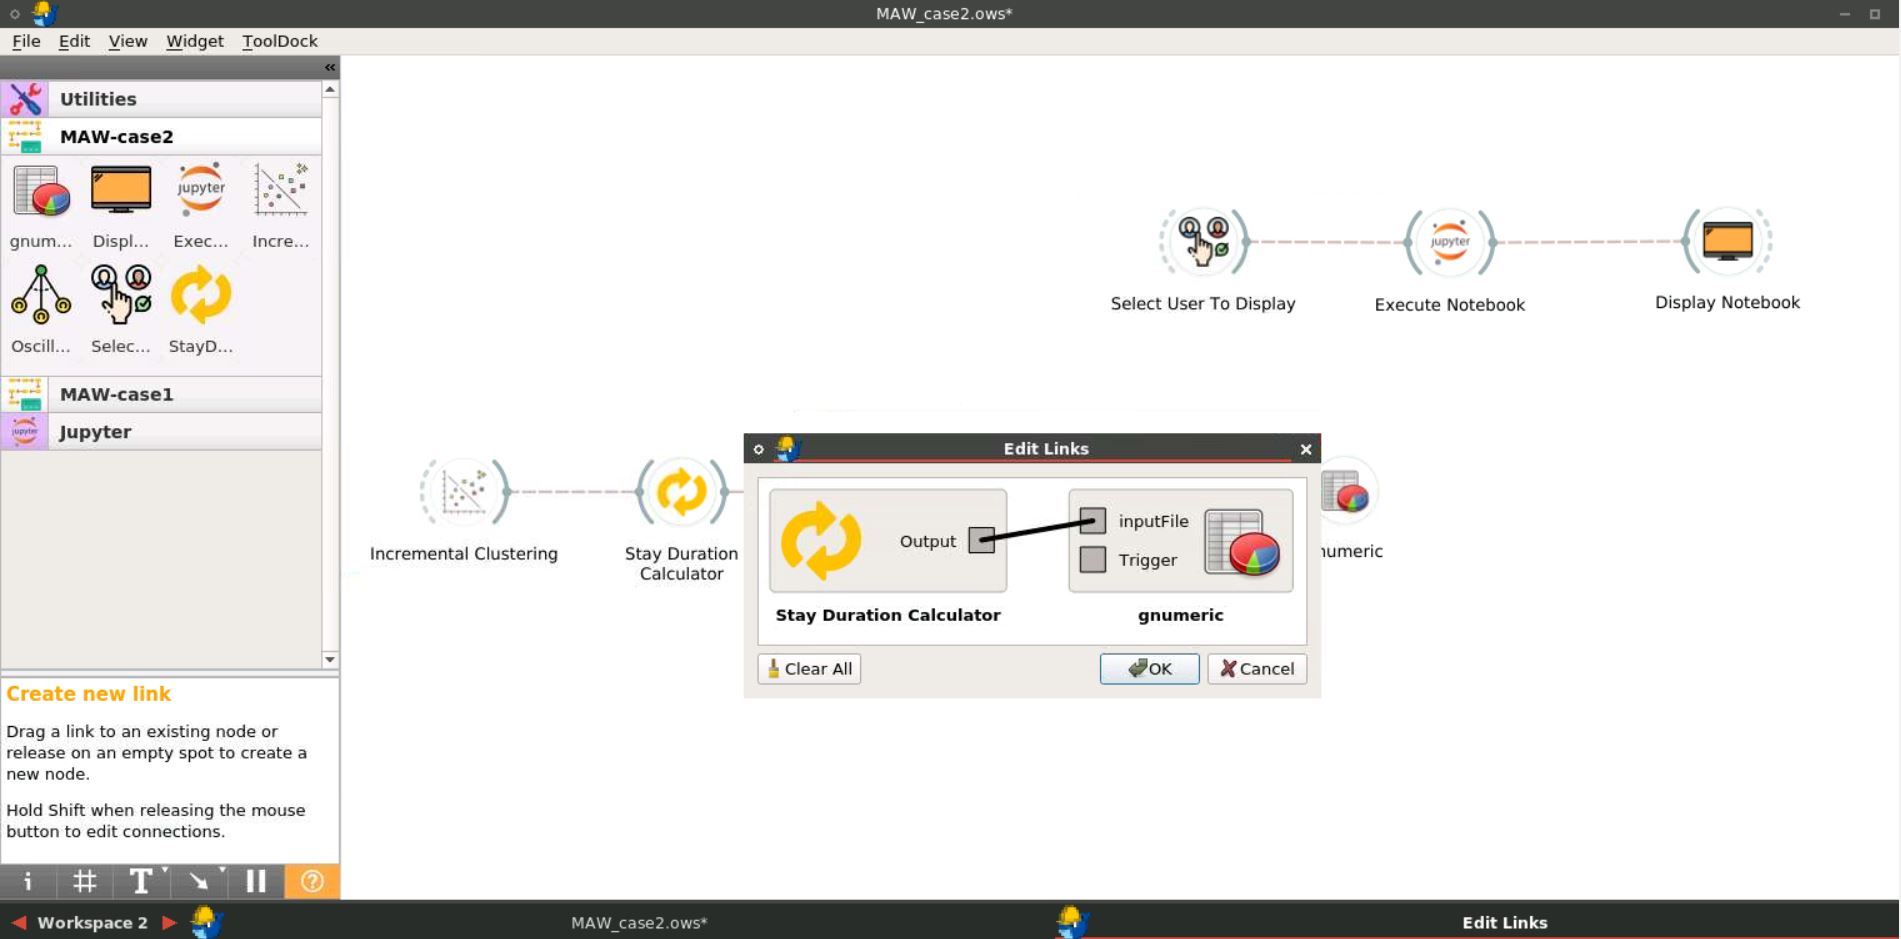 MAW_case2.ows*
File Edit View Widget ToolDock
«
Utilities
MAW-case2
jupyter
gnum... Displ... Exec... Incre...
Oscill... Selec... StayD...
MAW-case1
jupyter
Jupyter
Create new link
Drag a link to an existing node or
release on an empty spot to create a
new node.
Hold Shift when releasing the mouse
button to edit connections.
jupyter
Select User To Display
Execute Notebook
Display Notebook
Incremental Clustering
Stay Duration
Calculator
numeric
Edit Links
Output
inputFile
Trigger
Stay Duration Calculator
gnumeric
Clear All
OK
Cancel
i # T ?
Workspace 2
MAW_case2.ows*
Edit Links